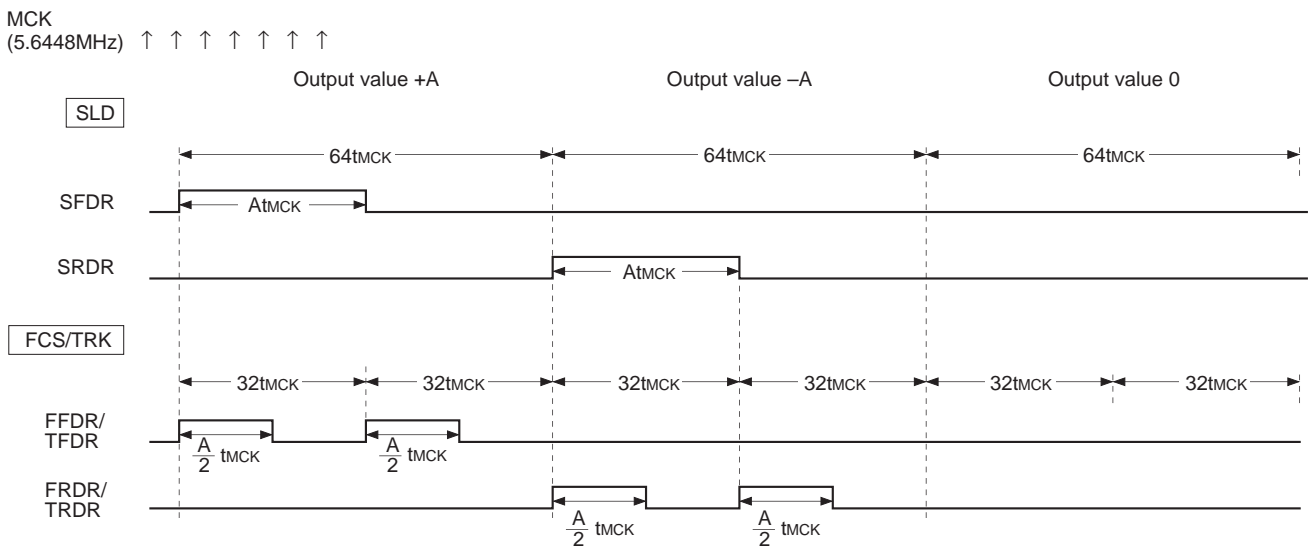 MCK
(5.6448MHz) ↑ ↑ ↑ ↑ ↑ ↑ ↑
Output value +A Output value –A Output value 0
SLD
64tMCK 64tMCK 64tMCK
SFDR AtMCK
SRDR AtMCK
FCS/TRK
32tMCK 32tMCK 32tMCK 32tMCK 32tMCK 32tMCK
FFDR/
TFDR
A/2 tMCK A/2 tMCK
FRDR/
TRDR
A/2 tMCK A/2 tMCK